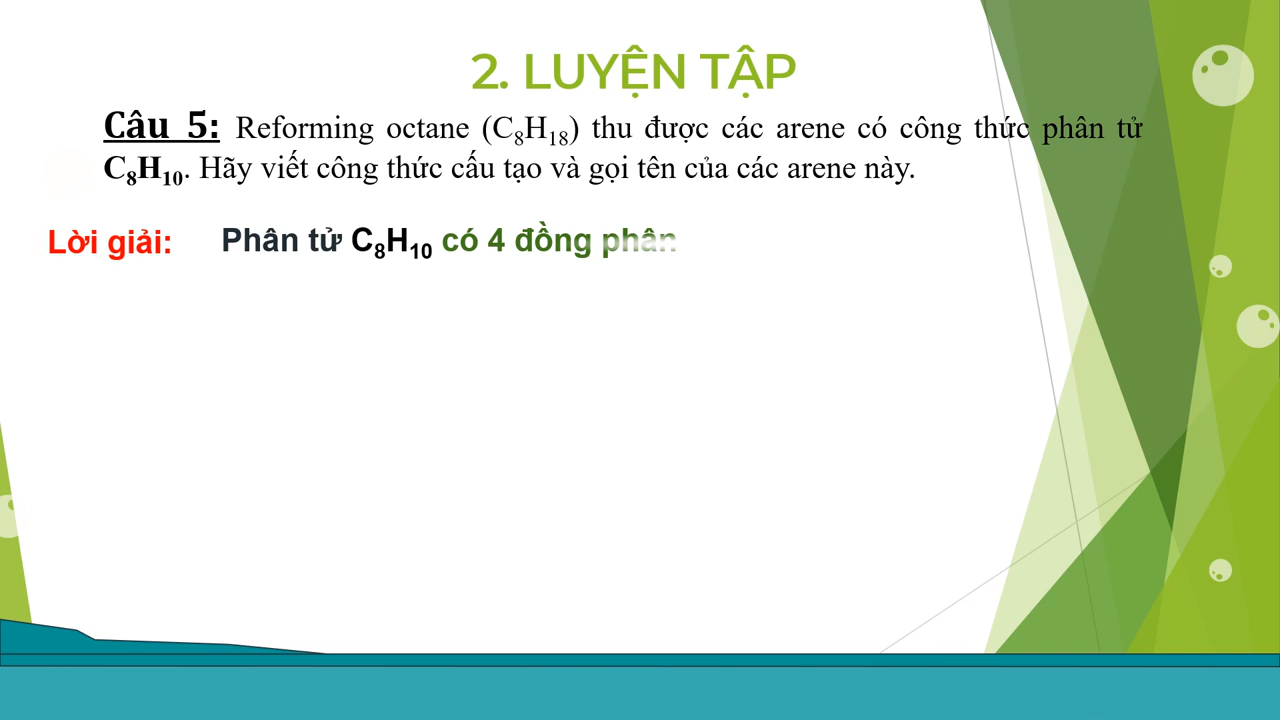 2. LUYỆN TẬP
Câu 5: Reforming octane (C₈H₁₈) thu được các arene có công thức phân tử
C₈H₁₀. Hãy viết công thức cấu tạo và gọi tên của các arene này.
Lời giải: Phân tử C₈H₁₀ có 4 đồng phân